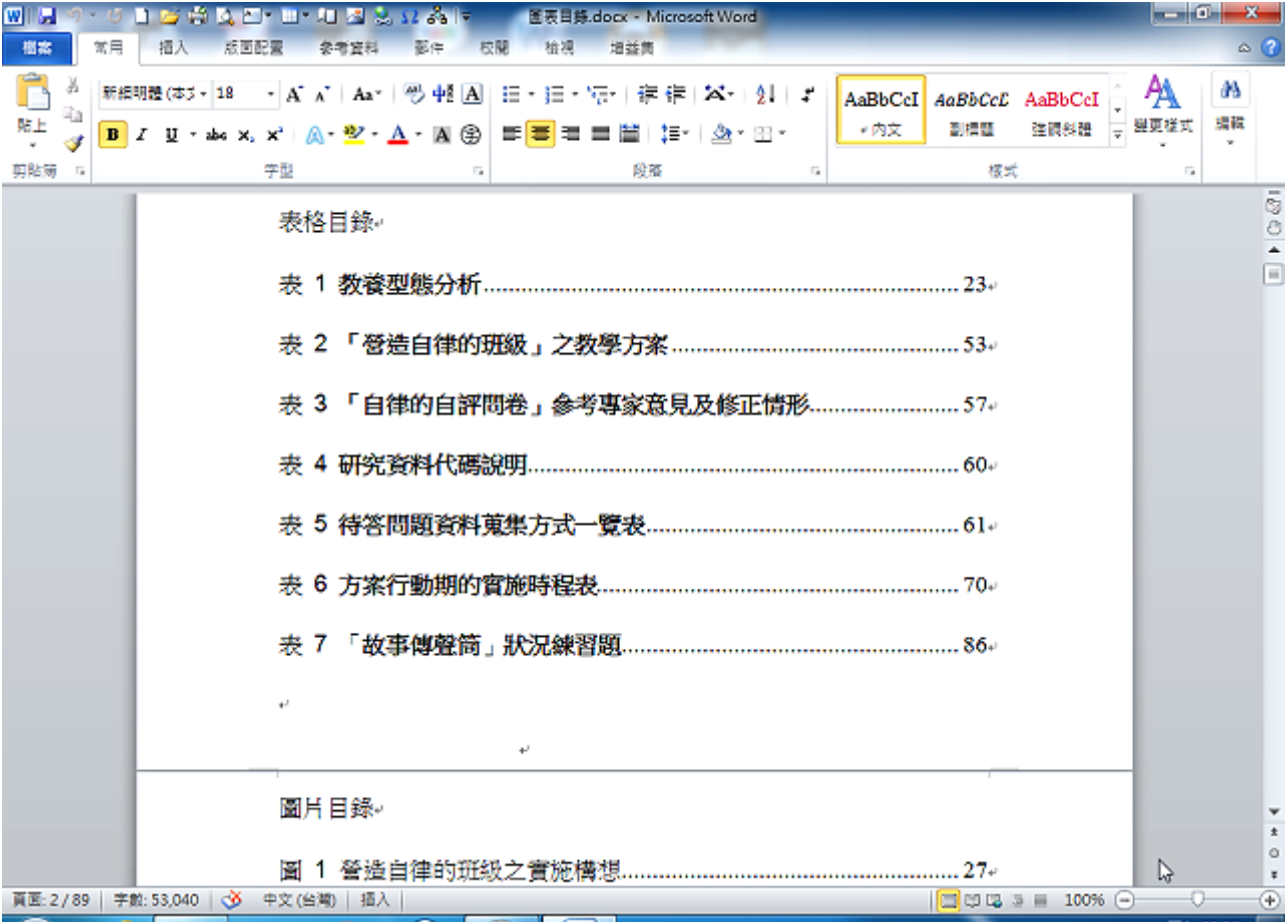 圖表目錄.docx - Microsoft Word
檔案 常用 插入 版面配置 參考資料 郵件 校閱 檢視 增益集
貼上
新細明體 (本文 18
B I U abc x₂ x²
AaBbCcI AaBbCcL AaBbCcI
內文 副標題 強調斜體
變更樣式 編輯
剪貼簿 字型 段落 樣式
表格目錄
表 1 教養型態分析 23
表 2 「營造自律的班級」之教學方案 53
表 3 「自律的自評問卷」參考專家意見及修正情形 57
表 4 研究資料代碼說明 60
表 5 待答問題資料蒐集方式一覽表 61
表 6 方案行動期的實施時程表 70
表 7 「故事傳聲筒」狀況練習題 86
圖片目錄
圖 1 營造自律的班級之實施構想 27
頁面: 2 / 89 字數: 53,040 中文 (台灣) 插入 100%